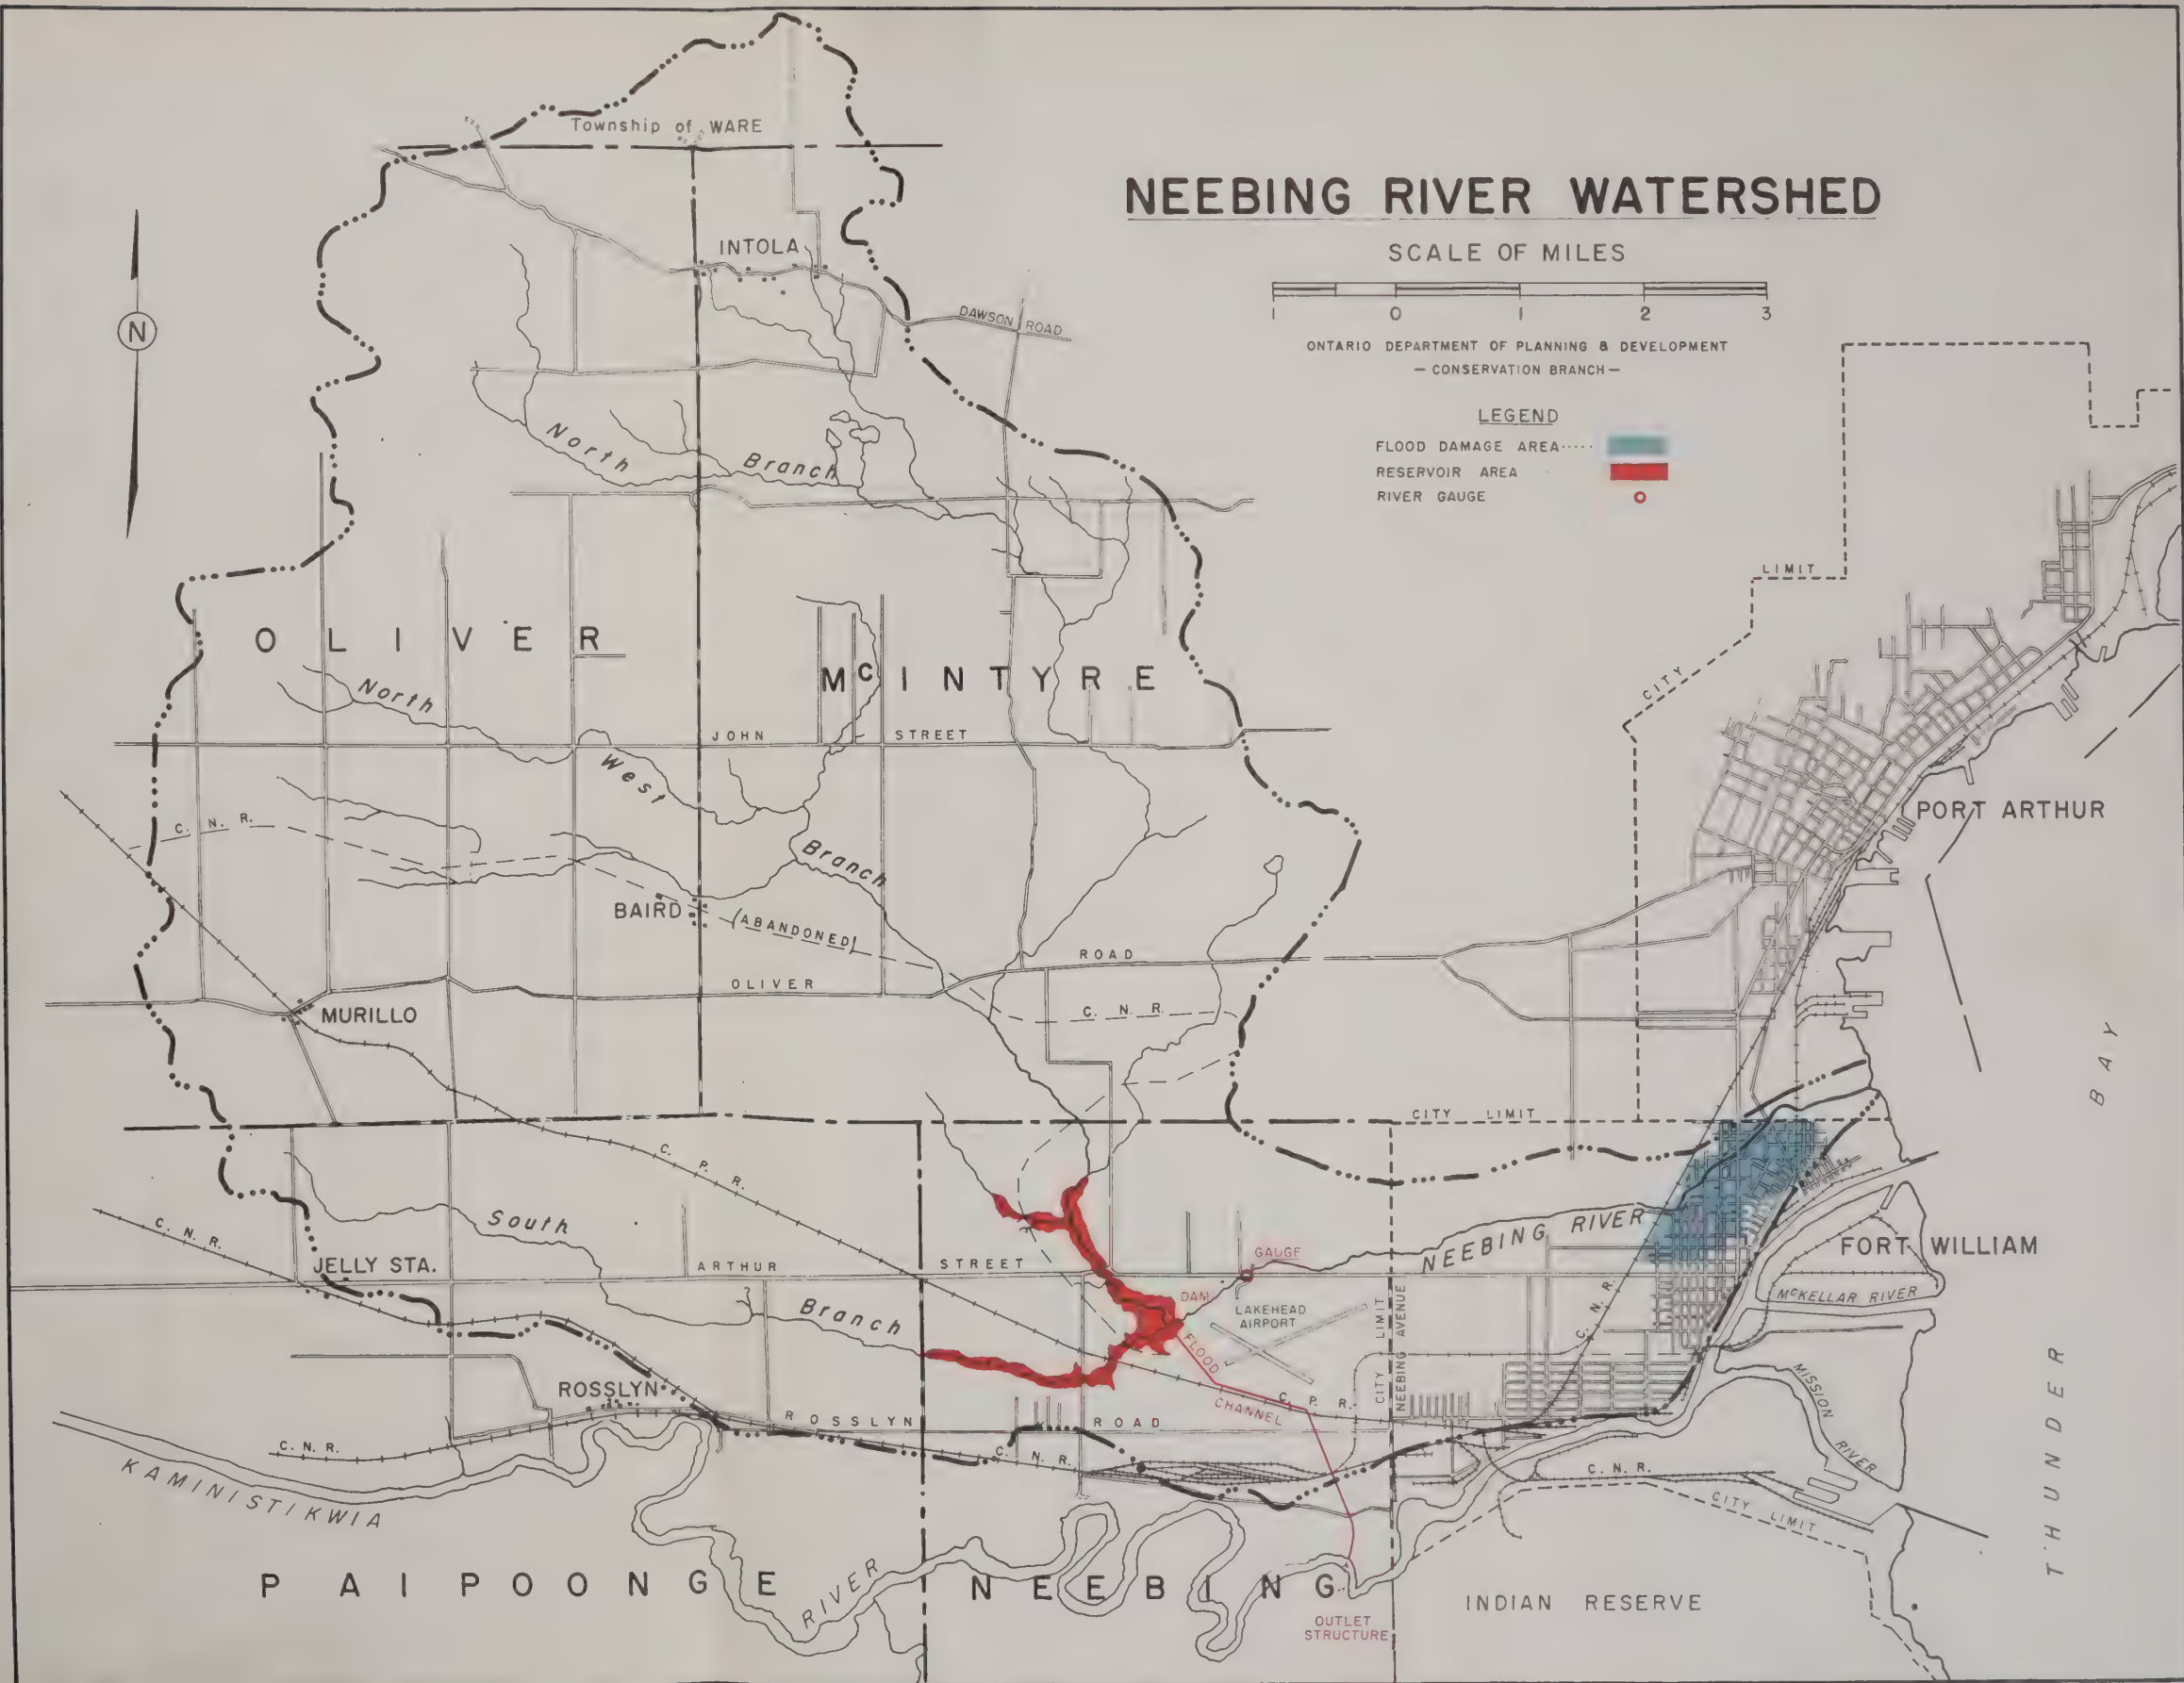 Township of WARE
NEEBING RIVER WATERSHED
SCALE OF MILES
1 0 1 2 3
ONTARIO DEPARTMENT OF PLANNING & DEVELOPMENT
— CONSERVATION BRANCH —
LEGEND
FLOOD DAMAGE AREA.....
RESERVOIR AREA
RIVER GAUGE
N
INTOLA
DAWSON ROAD
North Branch
LIMIT
CITY
OLIVER
McINTYRE
North
West
Branch
JOHN STREET
C. N. R.
PORT ARTHUR
BAIRD
(ABANDONED)
ROAD
OLIVER
MURILLO
C. N. R.
BAY
CITY LIMIT
C. P. R.
C. N. R.
South
NEEBING RIVER
GAUGE
FORT WILLIAM
JELLY STA.
ARTHUR
STREET
DAM
LAKEHEAD
AIRPORT
McKELLAR RIVER
Branch
FLOOD
CHANNEL
CITY LIMIT
NEEBING AVENUE
C. N. R.
C. P. R.
MISSION
RIVER
THUNDER
ROSSLYN
ROSSLYN
ROAD
C. N. R.
C. N. R.
C. N. R.
CITY LIMIT
KAMINISTIKWIA
RIVER
PAIPOONGE
NEEBING
INDIAN RESERVE
OUTLET
STRUCTURE